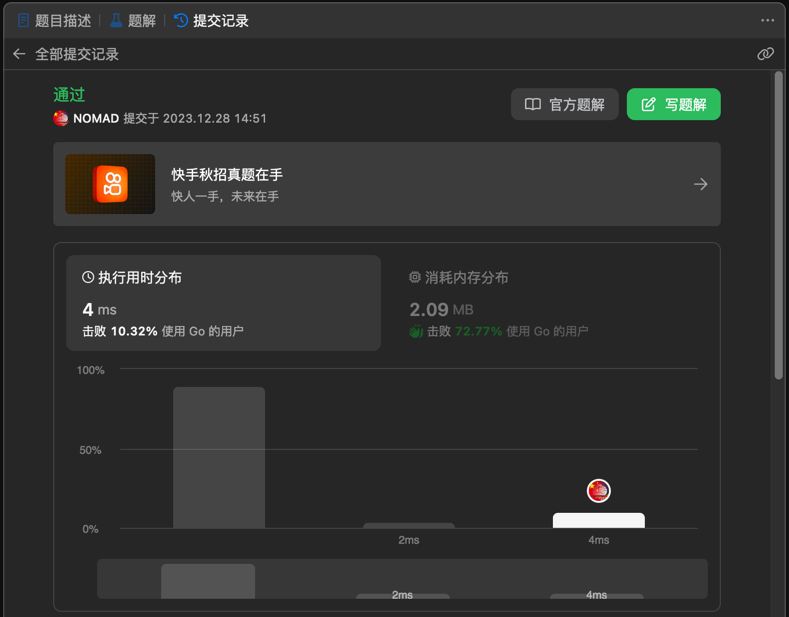 题目描述 题解 提交记录
全部提交记录
通过
NOMAD 提交于 2023.12.28 14:51
官方题解 写题解
快手秋招真题在手
快人一手，未来在手
执行用时分布
4 ms
击败 10.32% 使用 Go 的用户
消耗内存分布
2.09 MB
击败 72.77% 使用 Go 的用户
100%
50%
0%
2ms 4ms
2ms 4ms